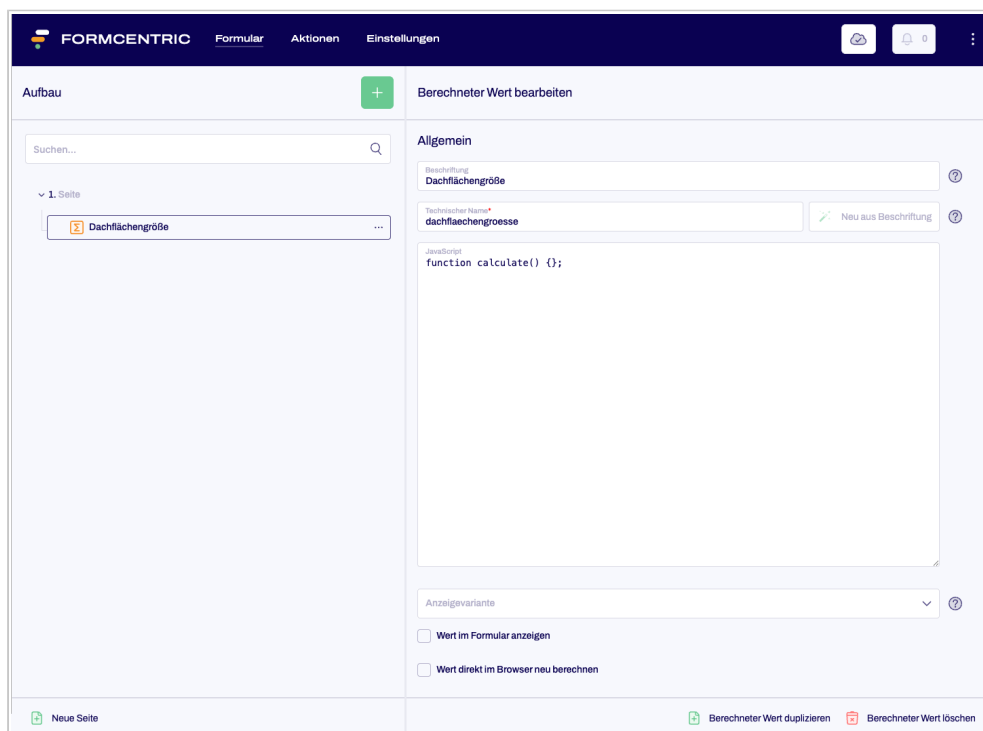 FORMCENTRIC Formular Aktionen Einstellungen 0
Aufbau
Berechneter Wert bearbeiten
Suchen...
1. Seite
Dachflächengröße
Allgemein
Beschriftung
Dachflächengröße
Technischer Name*
dachflaechengroesse
Neu aus Beschriftung
JavaScript
function calculate() {};
Anzeigevariante
Wert im Formular anzeigen
Wert direkt im Browser neu berechnen
Neue Seite
Berechneter Wert duplizieren
Berechneter Wert löschen